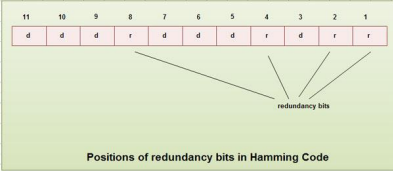 11 10 9 8 7 6 5 4 3 2 1
d d d r d d d r d r r
redundancy bits
Positions of redundancy bits in Hamming Code